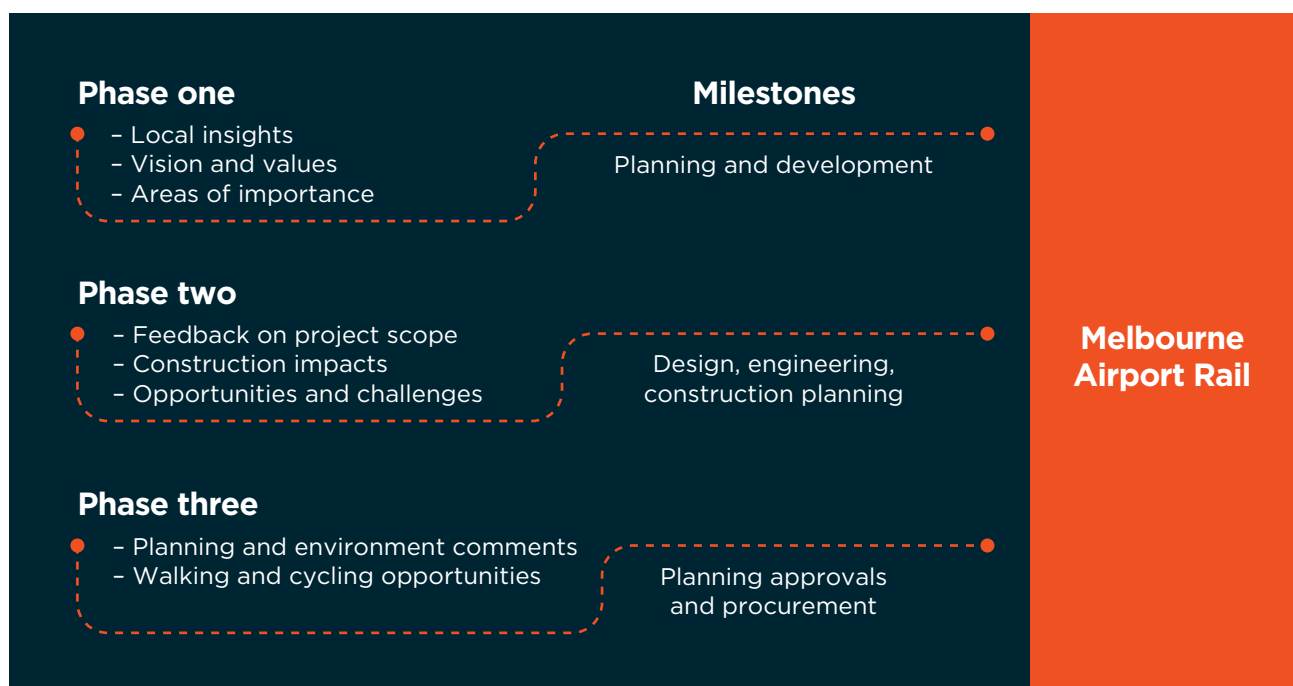 Phase one
– Local insights
– Vision and values
– Areas of importance
Milestones
Planning and development
Phase two
– Feedback on project scope
– Construction impacts
– Opportunities and challenges
Design, engineering,
construction planning
Phase three
– Planning and environment comments
– Walking and cycling opportunities
Planning approvals
and procurement
Melbourne
Airport Rail